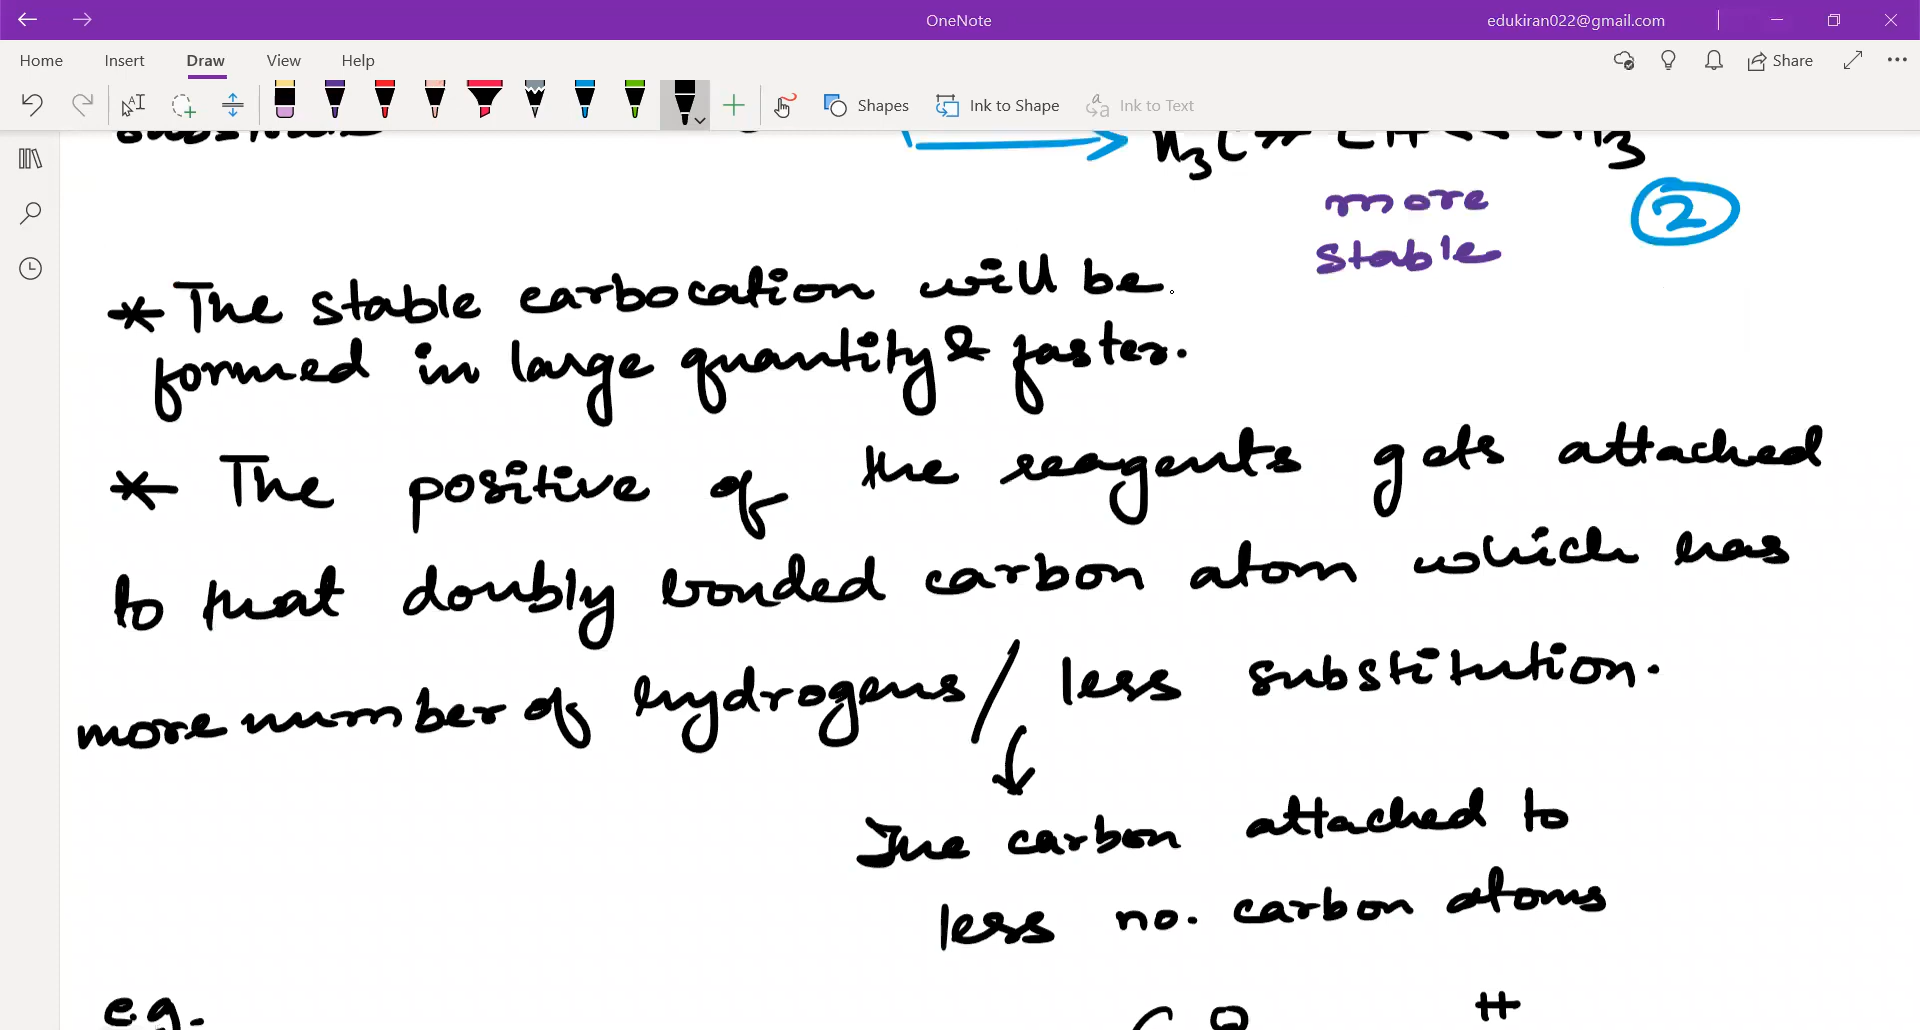 OneNote
edukiran022@gmail.com
Home Insert Draw View Help
Share
Shapes Ink to Shape Ink to Text
more
stable
2
* The stable carbocation will be.
formed in large quantity & faster.
* The positive of the reagents gets attached
to that doubly bonded carbon atom which has
more number of hydrogens / less substitution.
The carbon attached to
less no. carbon atoms
e.g.
H